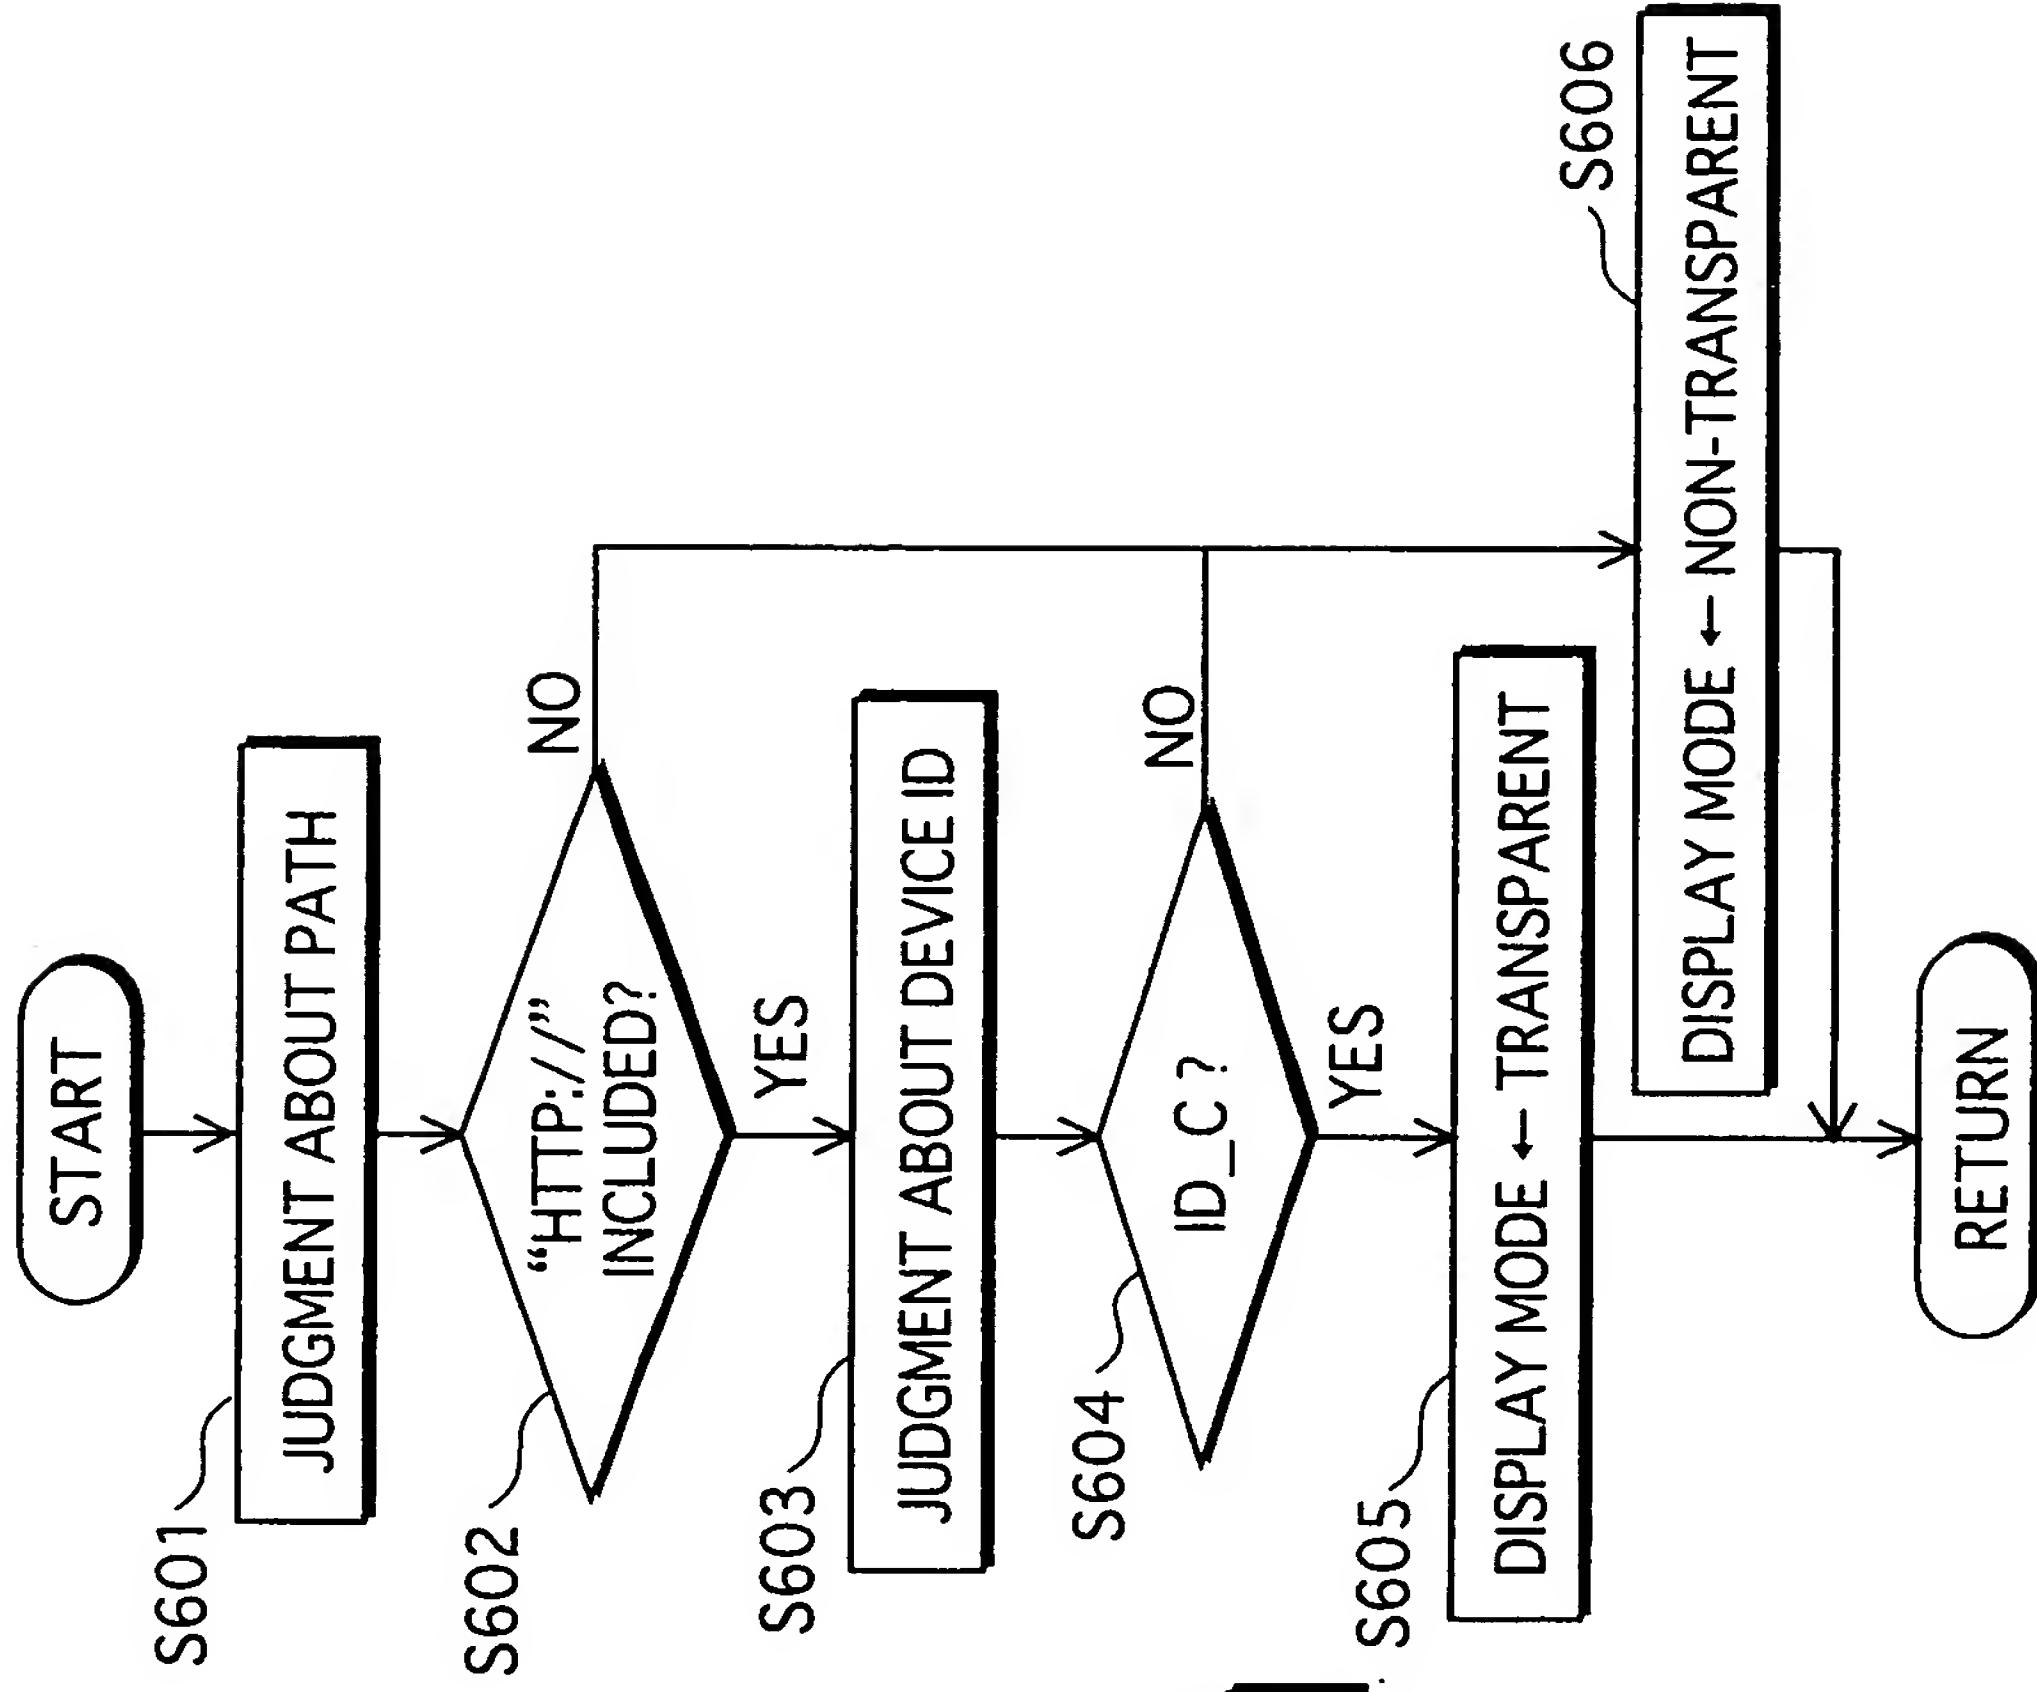 START
S601
JUDGMENT ABOUT PATH
S602
“HTTP://”
INCLUDED?
NO
YES
S603
JUDGMENT ABOUT DEVICE ID
S604
ID_C ?
NO
YES
S605
DISPLAY MODE ← TRANSPARENT
S606
DISPLAY MODE ← NON-TRANSPARENT
RETURN